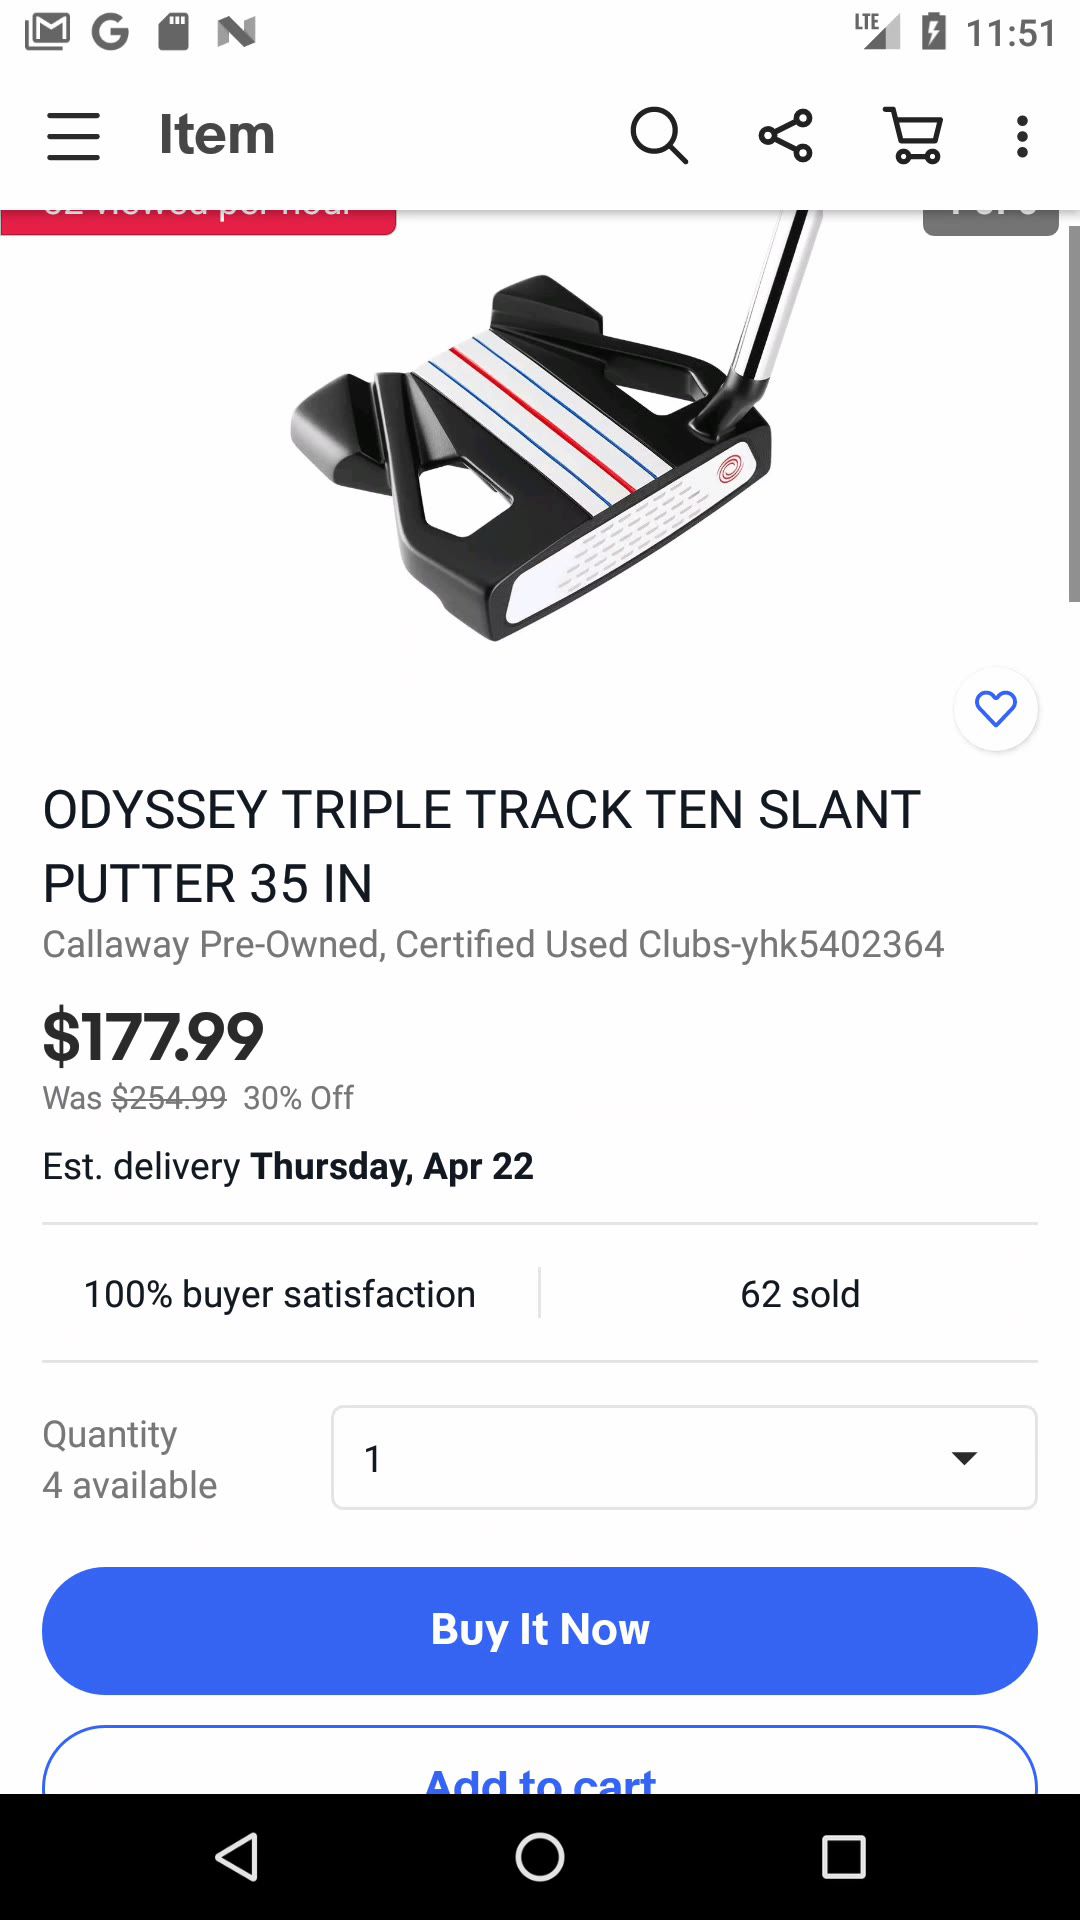 LTE 11:51
Item
ODYSSEY TRIPLE TRACK TEN SLANT
PUTTER 35 IN
Callaway Pre-Owned, Certified Used Clubs-yhk5402364
$177.99
Was $254.99 30% Off
Est. delivery Thursday, Apr 22
100% buyer satisfaction
62 sold
Quantity
4 available
1
Buy It Now
Add to cart